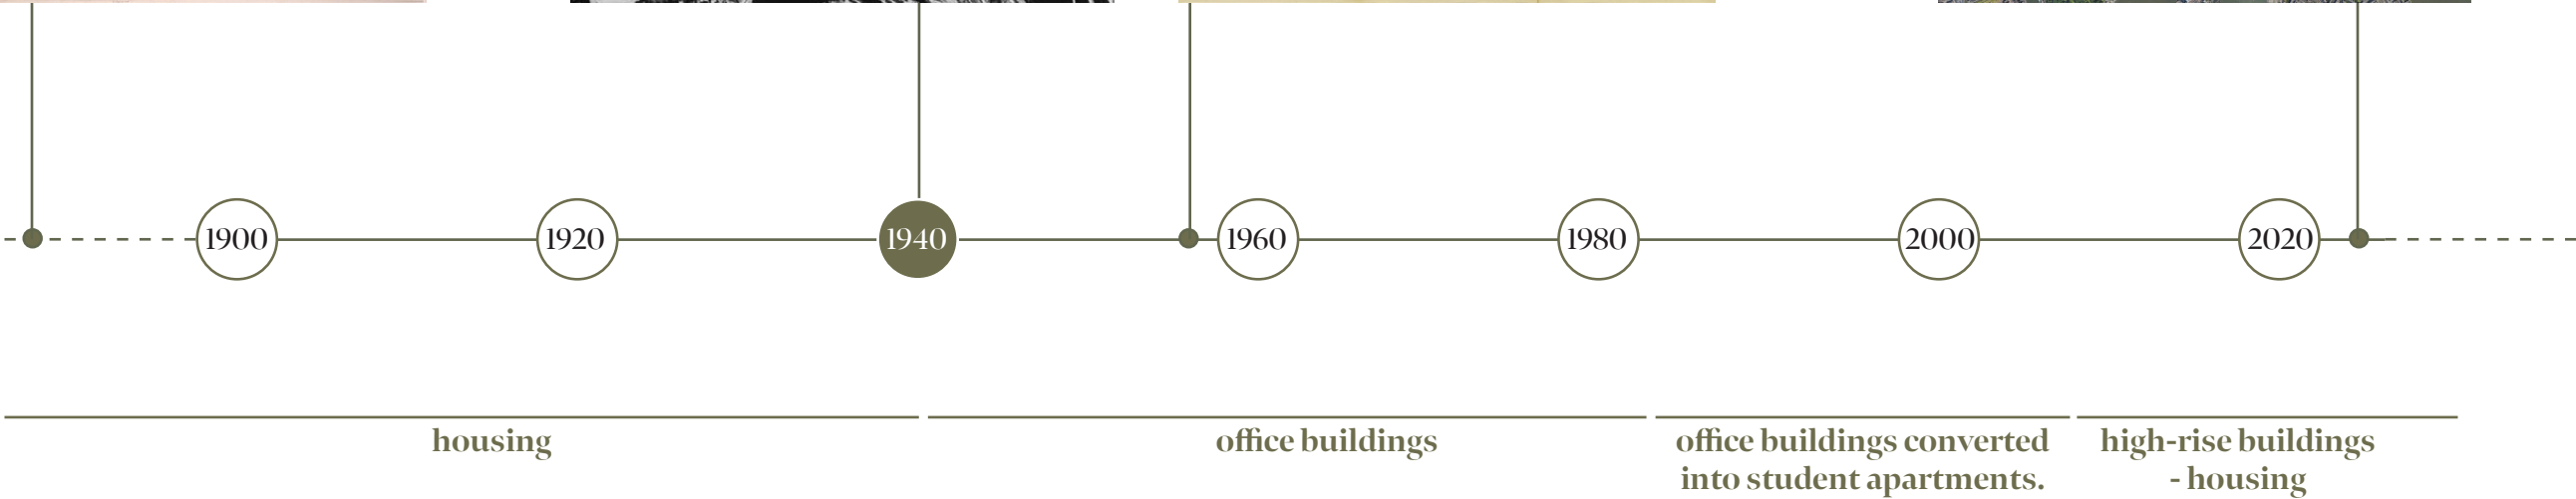 1900
1920
1940
1960
1980
2000
2020
housing
office buildings
office buildings converted
into student apartments.
high-rise buildings
- housing